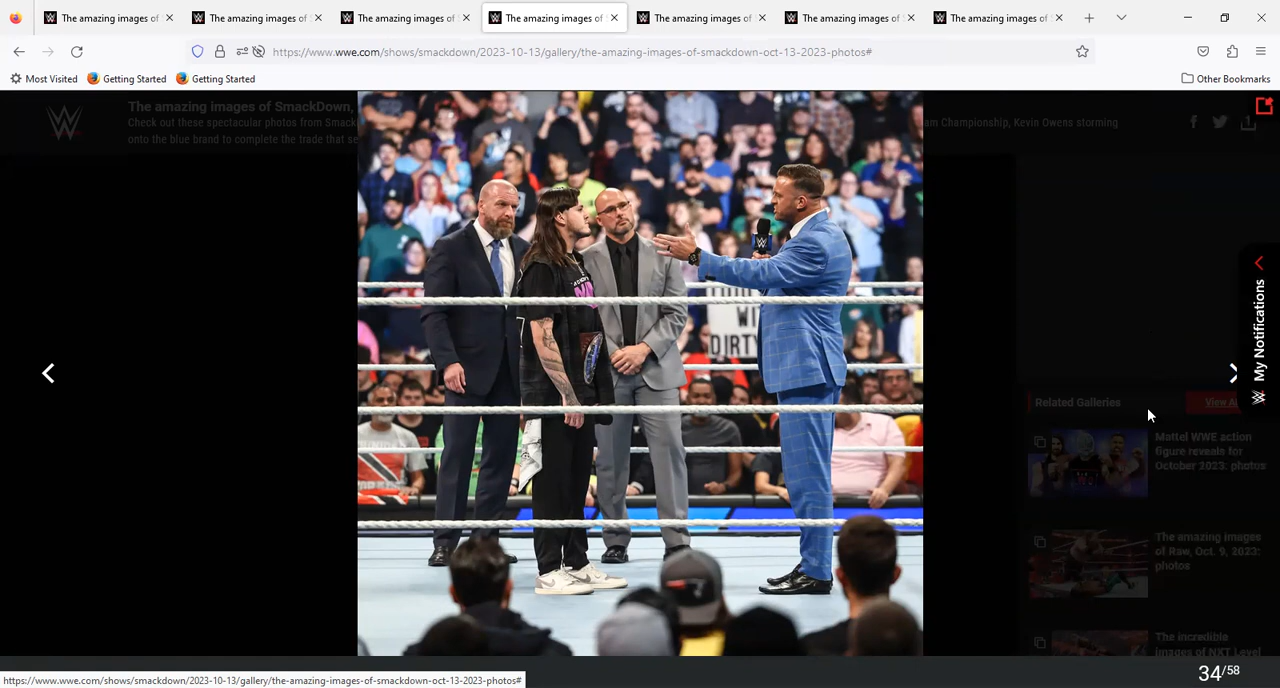 The amazing images of
The amazing images of
The amazing images of
The amazing images of
The amazing images of
The amazing images of
The amazing images of
https://www.wwe.com/shows/smackdown/2023-10-13/gallery/the-amazing-images-of-smackdown-oct-13-2023-photos#
Most Visited
Getting Started
Getting Started
Other Bookmarks
The amazing images of SmackDown,
Check out these spectacular photos from Smack
am Championship, Kevin Owens storming
onto the blue brand to complete the trade that se
My Notifications
DIRTY
Related Galleries
View Al
Mattel WWE action
figure reveals for
October 2023: photos
The amazing images
of Raw, Oct. 9, 2023:
photos
The incredible
images of NXT Level
34/58
https://www.wwe.com/shows/smackdown/2023-10-13/gallery/the-amazing-images-of-smackdown-oct-13-2023-photos#